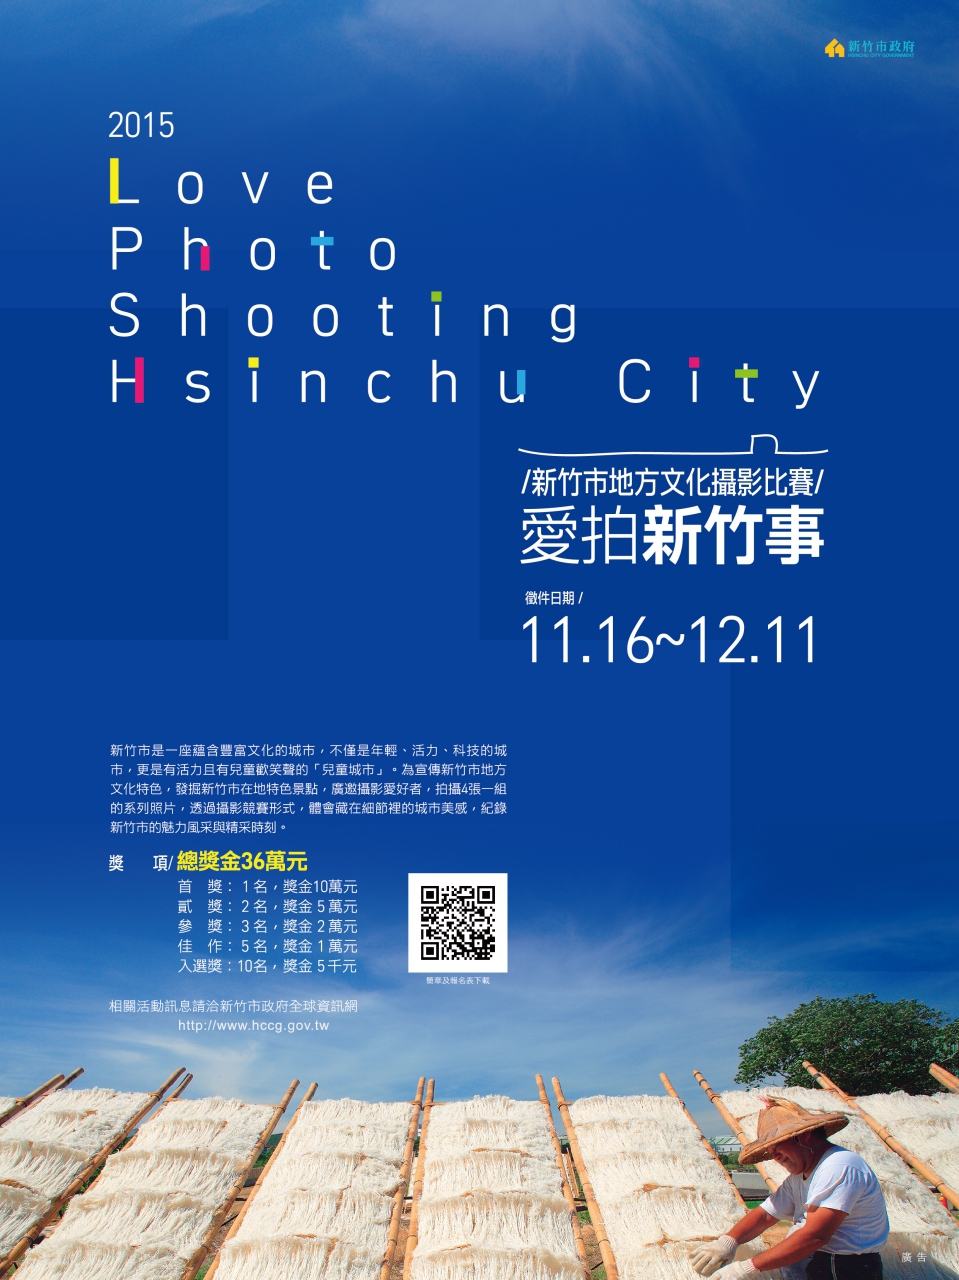 新竹市政府
HSINCHU CITY GOVERNMENT
2015
Love
Photo
Shooting
Hsinchu City
/新竹市地方文化攝影比賽/
愛拍新竹事
徵件日期 /
11.16~12.11
新竹市是一座蘊含豐富文化的城市，不僅是年輕、活力、科技的城
市，更是有活力且有兒童歡笑聲的「兒童城市」。為宣傳新竹市地方
文化特色，發掘新竹市在地特色景點，廣邀攝影愛好者，拍攝4張一組
的系列照片，透過攝影競賽形式，體會藏在細節裡的城市美感，紀錄
新竹市的魅力風采與精采時刻。
獎　項/ 總獎金36萬元
首　獎： 1 名，獎金10萬元
貳　獎： 2 名，獎金 5 萬元
參　獎： 3 名，獎金 2 萬元
佳　作： 5 名，獎金 1 萬元
入選獎：10名，獎金 5 千元
簡章及報名表下載
相關活動訊息請洽新竹市政府全球資訊網
http://www.hccg.gov.tw
廣告